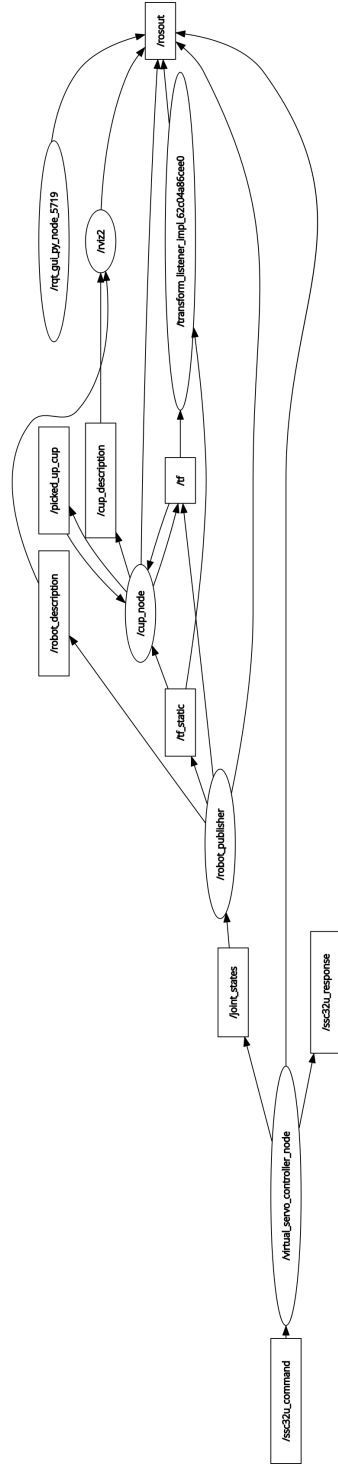 /ssc32u_command
/virtual_servo_controller_node
/joint_states
/ssc32u_response
/robot_publisher
/robot_description
/tf_static
/picked_up_cup
/cup_node
/cup_description
/tf
/rqt_gui_py_node_5719
/rviz2
/transform_listener_impl_62c04a86cee0
/rosout